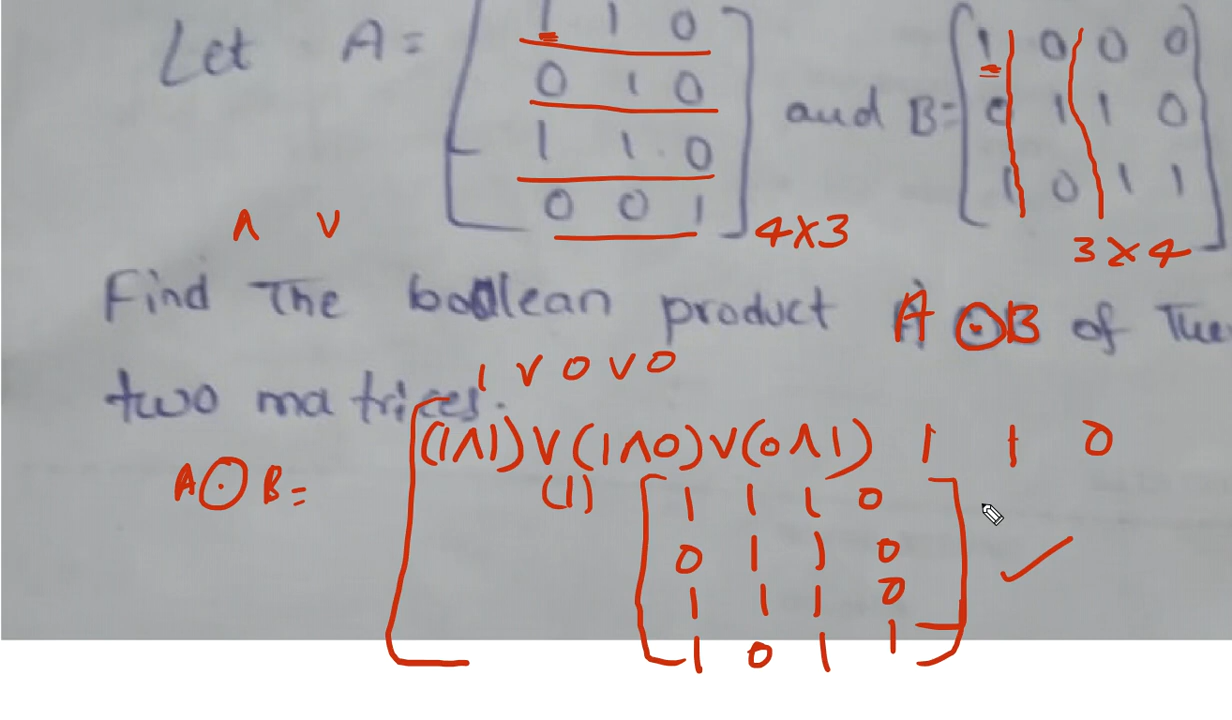 Let A = [ 1 1 0
0 1 0
1 1 0
0 0 1 ] 4X3
and B = [ 1 0 0 0
0 1 1 0
1 0 1 1 ] 3X4
∧ ∨
Find The boolean product A ⊙ B of The
two matrices.
1 ∨ 0 ∨ 0
A ⊙ B = [ (1∧1) ∨ (1∧0) ∨ (0∧1) 1 1 0
(1) [ 1 1 1 0
0 1 1 0
1 1 1 0
1 0 1 1 ] ✓